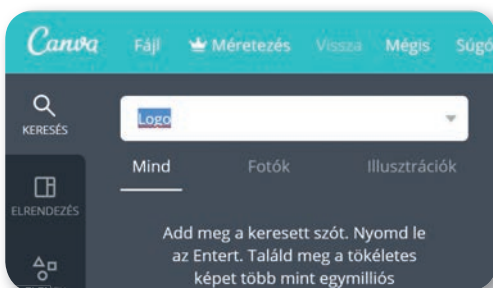 Canva Fájl Méretezés Vissza Mégis Súgó
KERESÉS
Logo
Mind Fotók Illusztrációk
ELRENDEZÉS
Add meg a keresett szót. Nyomd le
az Entert. Találd meg a tökéletes
képet több mint egymilliós